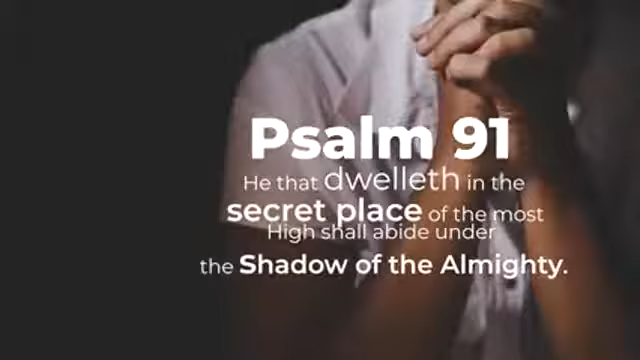 Psalm 91
He that dwelleth in the
secret place of the most
High shall abide under
the Shadow of the Almighty.